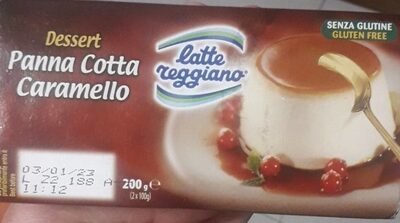 SENZA GLUTINE
GLUTEN FREE
Dessert
Panna Cotta
Caramello
latte
reggiano
03/01/23
L 22 188 A
11:12
200 g e
(2 x 100g)